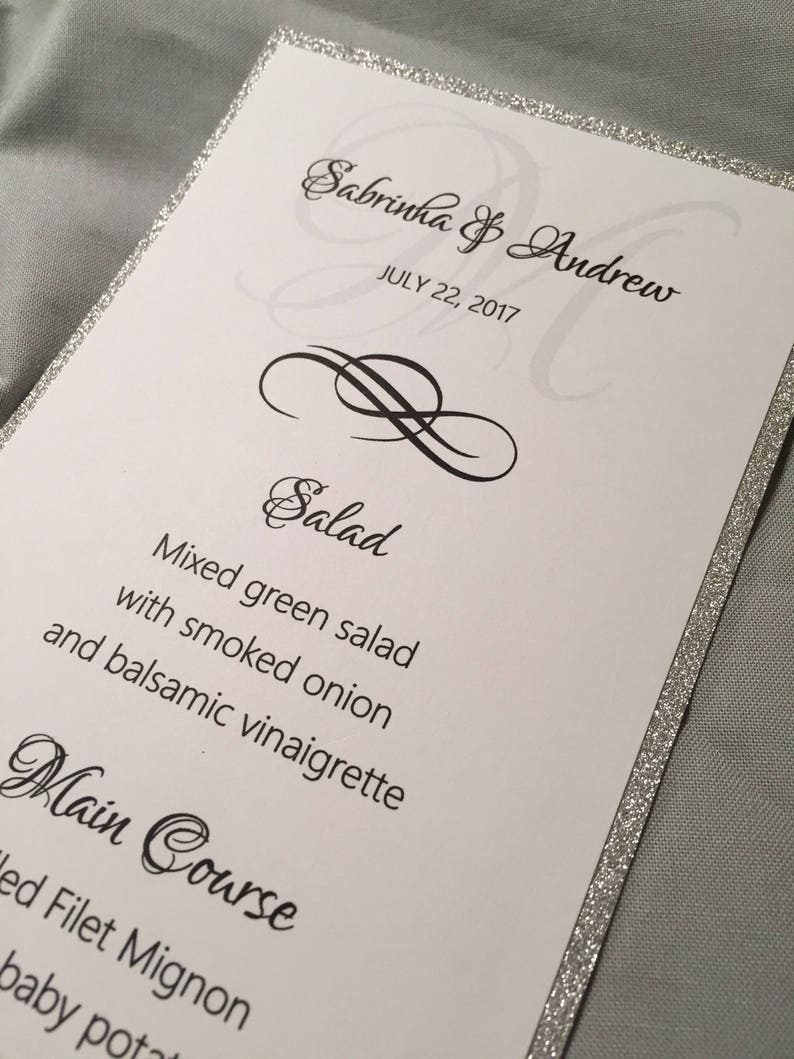 M
Sabrinha & Andrew
JULY 22, 2017
Salad
Mixed green salad
with smoked onion
and balsamic vinaigrette
Main Course
Filet Mignon
baby